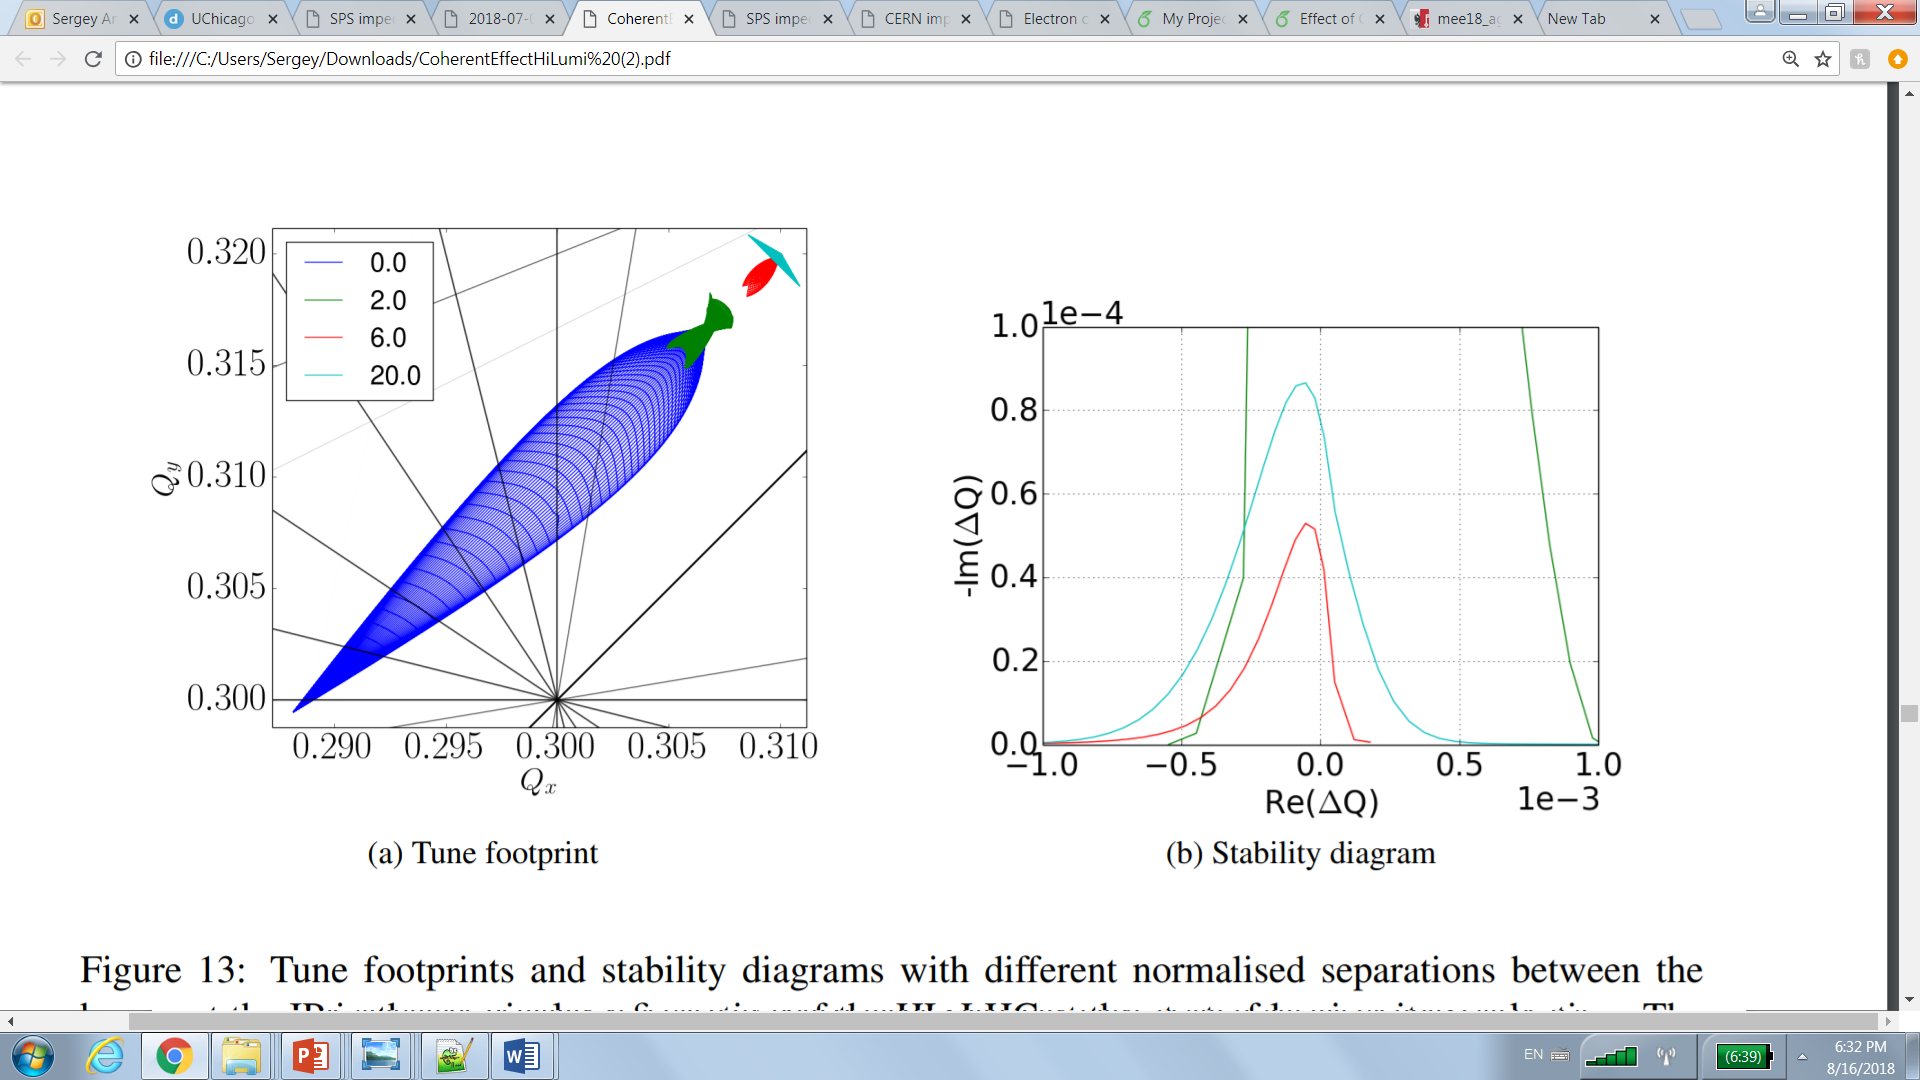 Sergey Ar
UChicago
SPS impe
2018-07-
Coherent
SPS impe
CERN imp
Electron
My Projec
Effect of
mee18_a
New Tab
file:///C:/Users/Sergey/Downloads/CoherentEffectHiLumi%20(2).pdf
0.320
0.315
0.310
0.305
0.300
Qy
0.0
2.0
6.0
20.0
0.290 0.295 0.300 0.305 0.310
Qx
(a) Tune footprint
1e−4
1.0
0.8
0.6
0.4
0.2
0.0
-Im(ΔQ)
−1.0 −0.5 0.0 0.5 1.0
1e−3
Re(ΔQ)
(b) Stability diagram
Figure 13: Tune footprints and stability diagrams with different normalised separations between the
EN
(6:39)
6:32 PM
8/16/2018